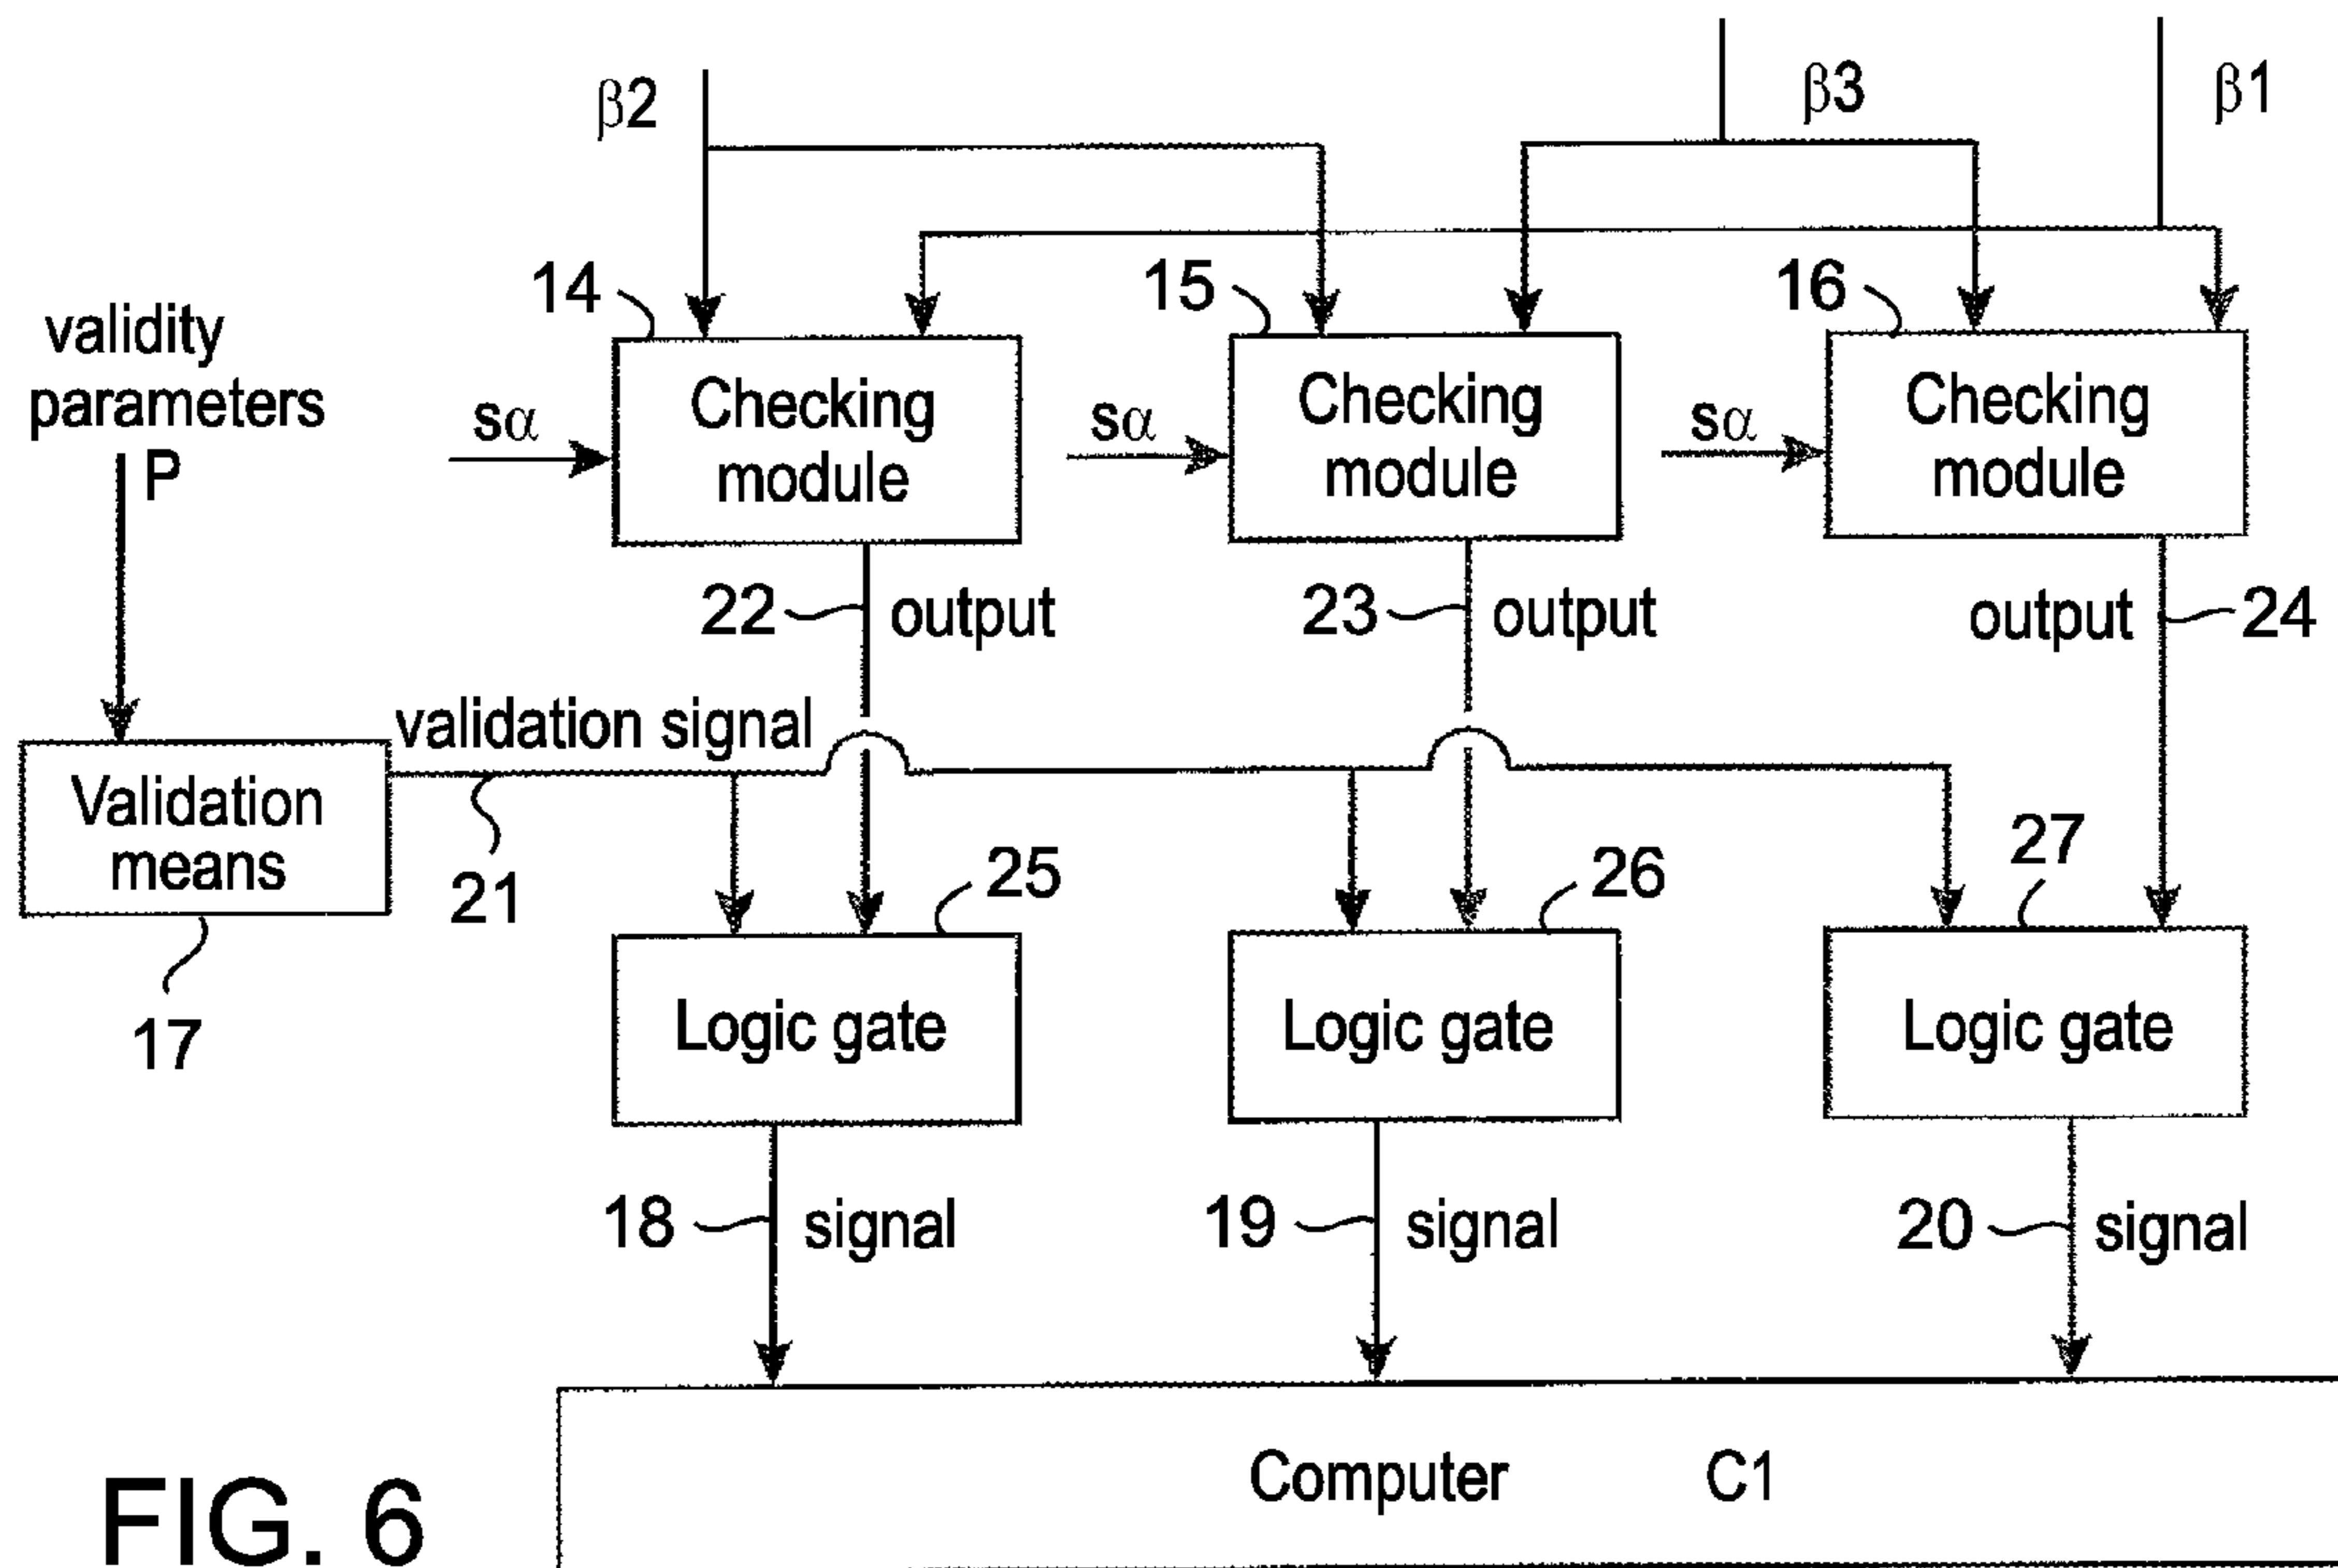 β2
β3
β1
14
15
16
validity
parameters
P
sα
Checking
module
sα
Checking
module
sα
Checking
module
22
output
23
output
output
24
validation signal
Validation
means
21
25
26
27
17
Logic gate
Logic gate
Logic gate
18
signal
19
signal
20
signal
Computer C1
FIG. 6